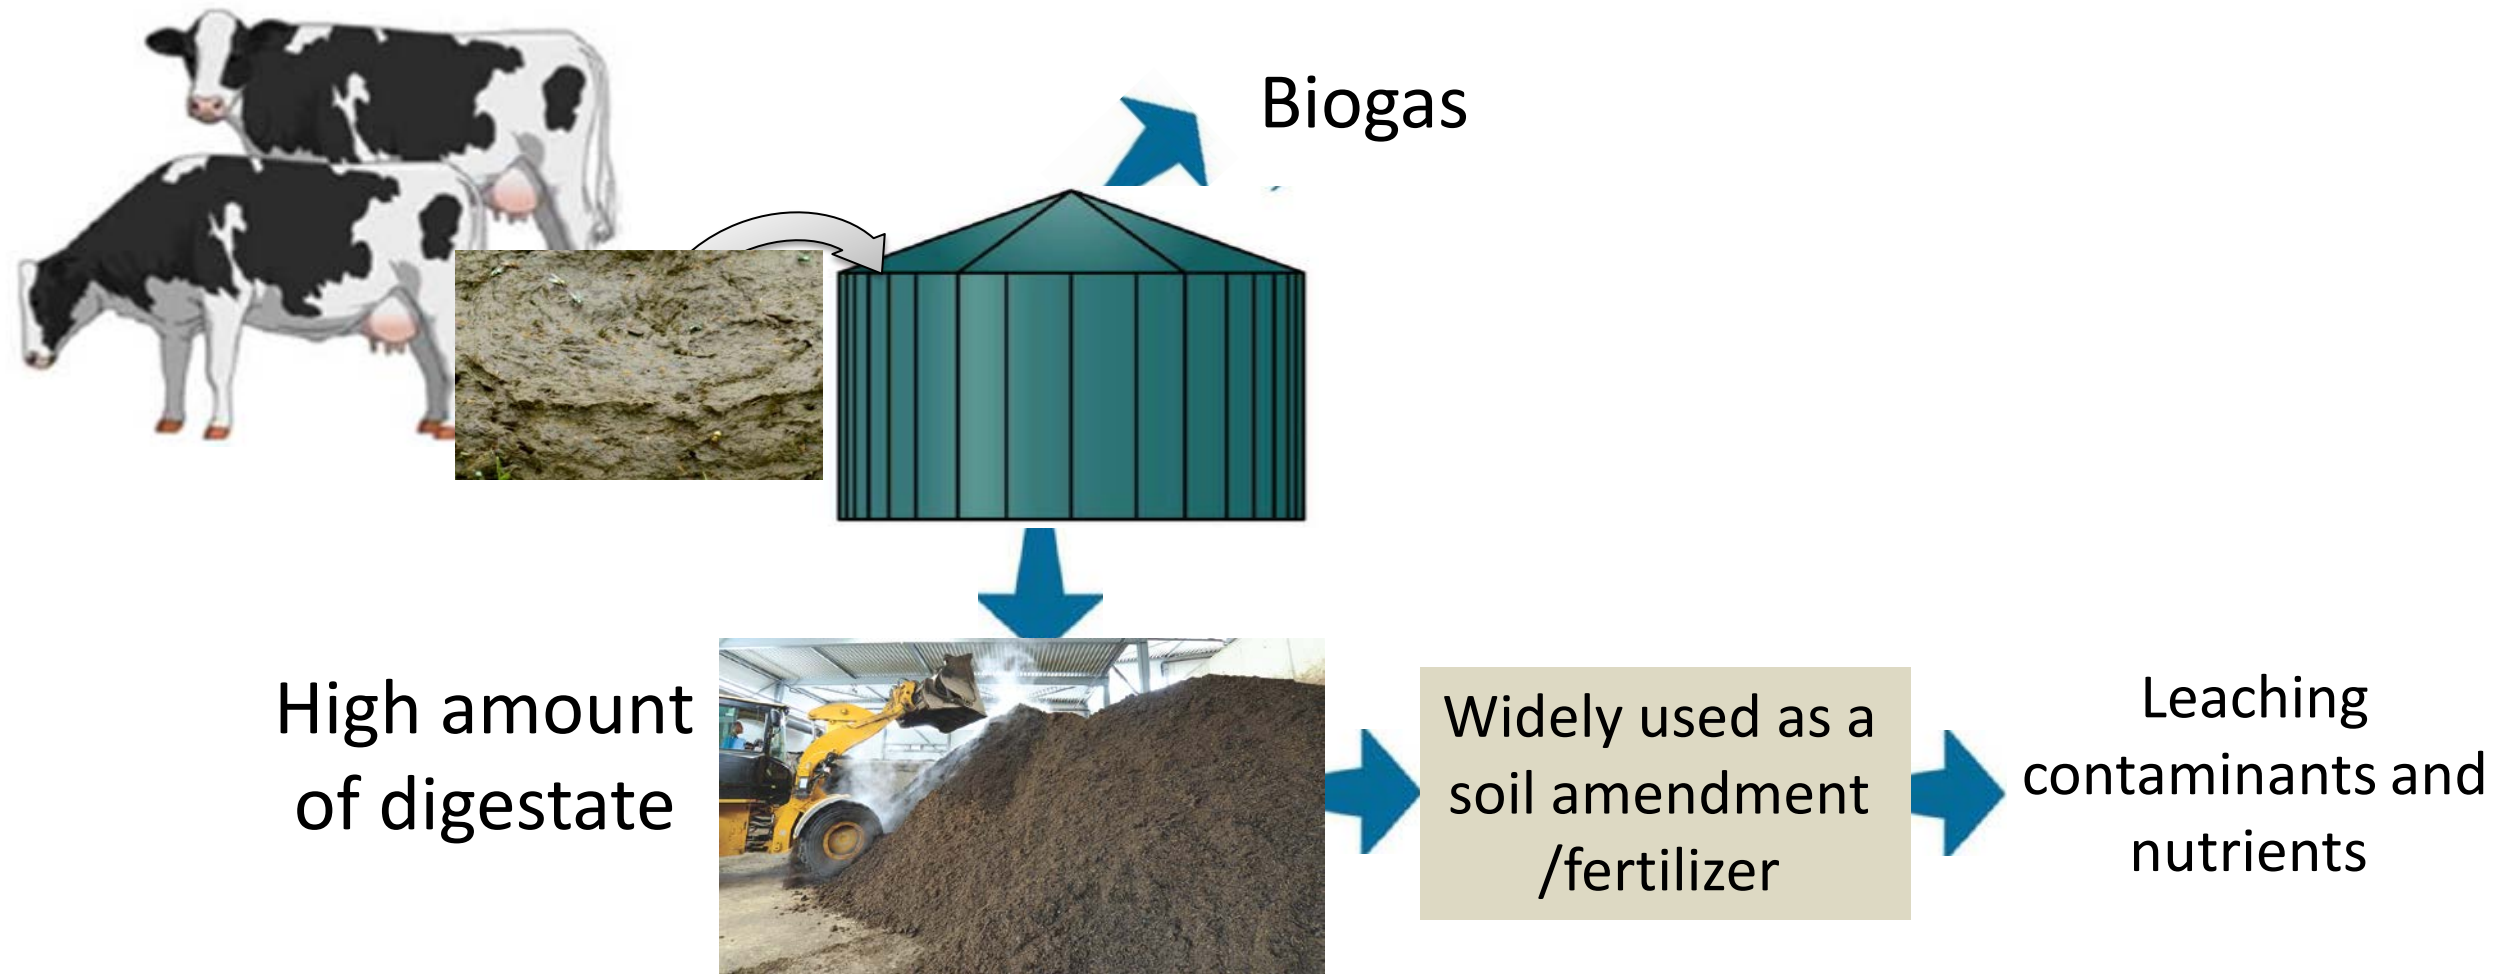 Biogas
High amount
of digestate
Widely used as a
soil amendment
/fertilizer
Leaching
contaminants and
nutrients